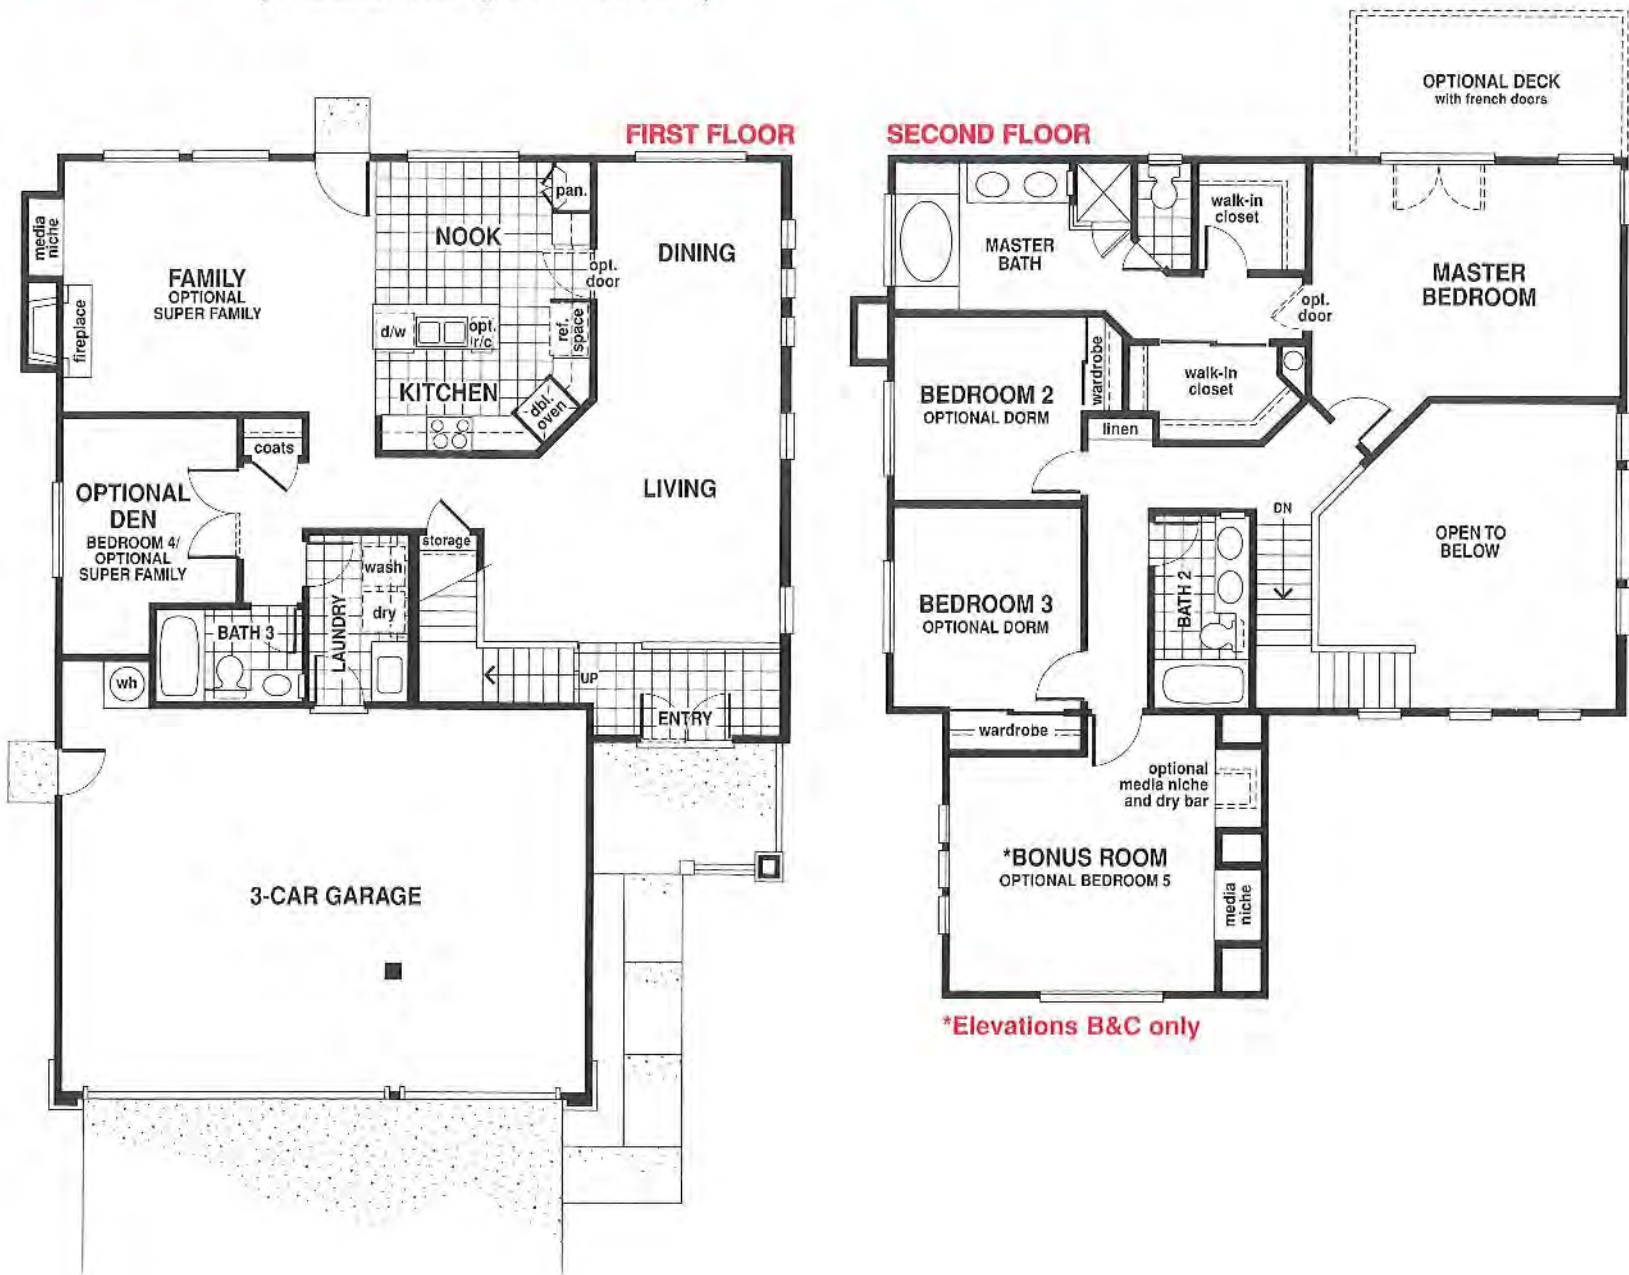 FIRST FLOOR
media
niche
fireplace
FAMILY
OPTIONAL
SUPER FAMILY
NOOK
pan.
opt.
door
DINING
d/w
opt.
r/c
ref.
space
KITCHEN
dbl.
oven
coats
LIVING
OPTIONAL
DEN
BEDROOM 4/
OPTIONAL
SUPER FAMILY
storage
wash
dry
LAUNDRY
BATH 3
wh
UP
ENTRY
3-CAR GARAGE
SECOND FLOOR
OPTIONAL DECK
with french doors
MASTER
BATH
walk-in
closet
MASTER
BEDROOM
opt.
door
wardrobe
walk-in
closet
BEDROOM 2
OPTIONAL DORM
linen
DN
OPEN TO
BELOW
BATH 2
BEDROOM 3
OPTIONAL DORM
wardrobe
optional
media niche
and dry bar
*BONUS ROOM
OPTIONAL BEDROOM 5
media
niche
*Elevations B&C only